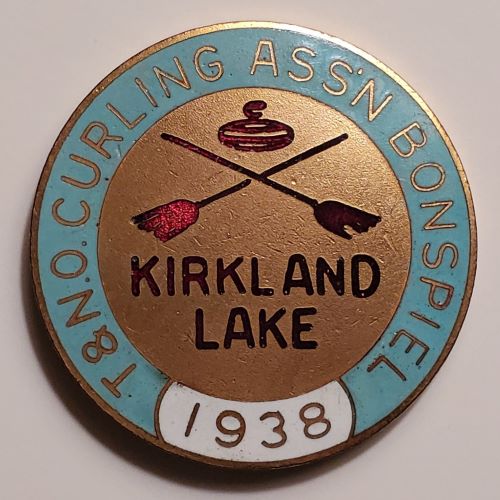 T&N.O. CURLING ASS'N BONSPIEL
KIRKLAND
LAKE
1938